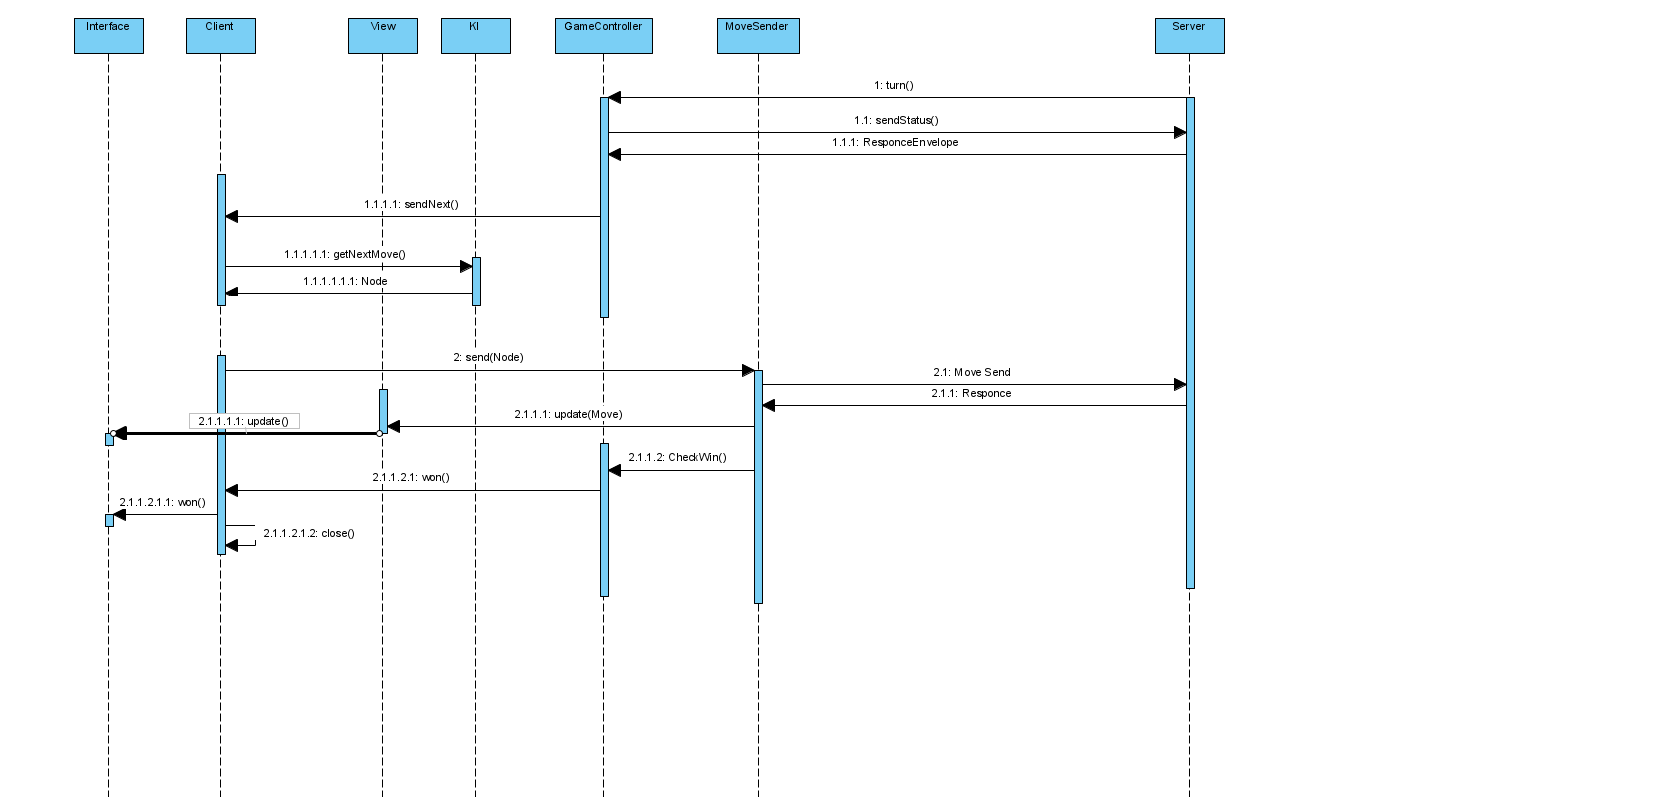 Interface
Client
View
KI
GameController
MoveSender
Server
1: turn()
1.1: sendStatus()
1.1.1: ResponceEnvelope
1.1.1.1: sendNext()
1.1.1.1.1: getNextMove()
1.1.1.1.1.1: Node
2: send(Node)
2.1: Move Send
2.1.1: Responce
2.1.1.1: update(Move)
2.1.1.1.1: update()
2.1.1.2: CheckWin()
2.1.1.2.1: won()
2.1.1.2.1.1: won()
2.1.1.2.1.2: close()